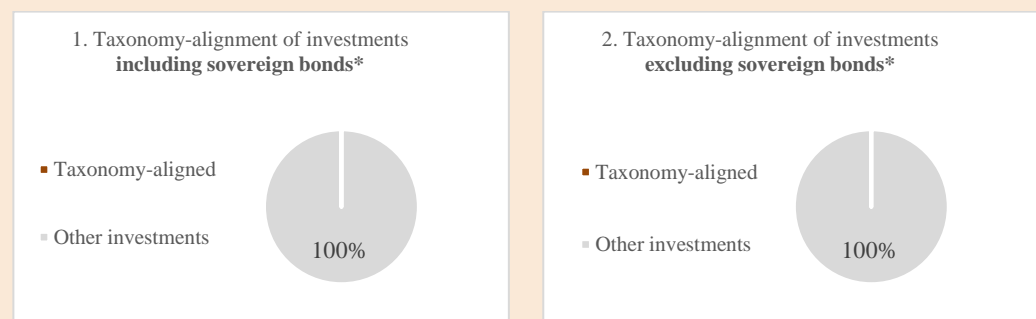 1. Taxonomy-alignment of investments
including sovereign bonds*
Taxonomy-aligned
Other investments
100%
2. Taxonomy-alignment of investments
excluding sovereign bonds*
Taxonomy-aligned
Other investments
100%